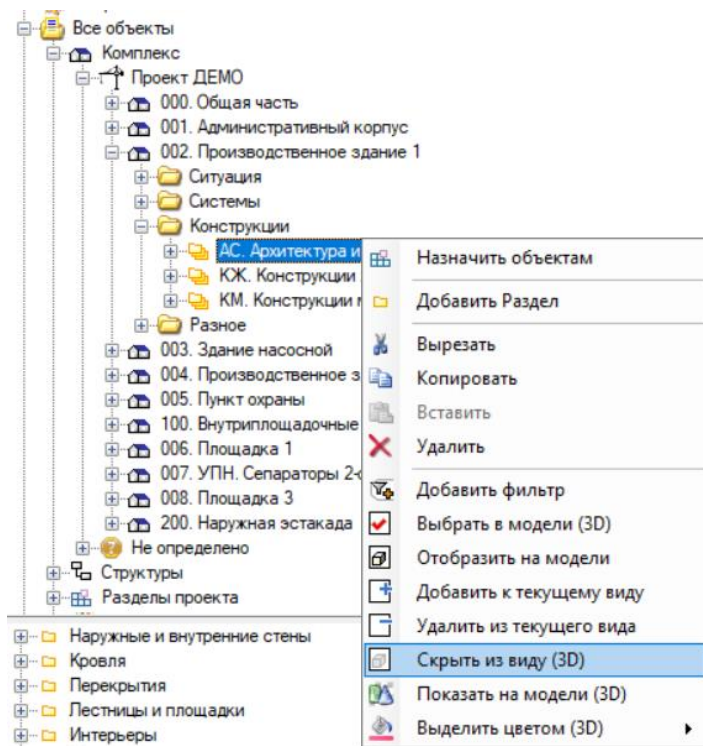 Все объекты
Комплекс
Проект ДЕМО
000. Общая часть
001. Административный корпус
002. Производственное здание 1
Ситуация
Системы
Конструкции
АС. Архитектура и
КЖ. Конструкции
КМ. Конструкции
Разное
003. Здание насосной
004. Производственное з
005. Пункт охраны
100. Внутриплощадочные
006. Площадка 1
007. УПН. Сепараторы 2-
008. Площадка 3
200. Наружная эстакада
Не определено
Структуры
Разделы проекта
Наружные и внутренние стены
Кровля
Перекрытия
Лестницы и площадки
Интерьеры
Назначить объектам
Добавить Раздел
Вырезать
Копировать
Вставить
Удалить
Добавить фильтр
Выбрать в модели (3D)
Отобразить на модели
Добавить к текущему виду
Удалить из текущего вида
Скрыть из виду (3D)
Показать на модели (3D)
Выделить цветом (3D)